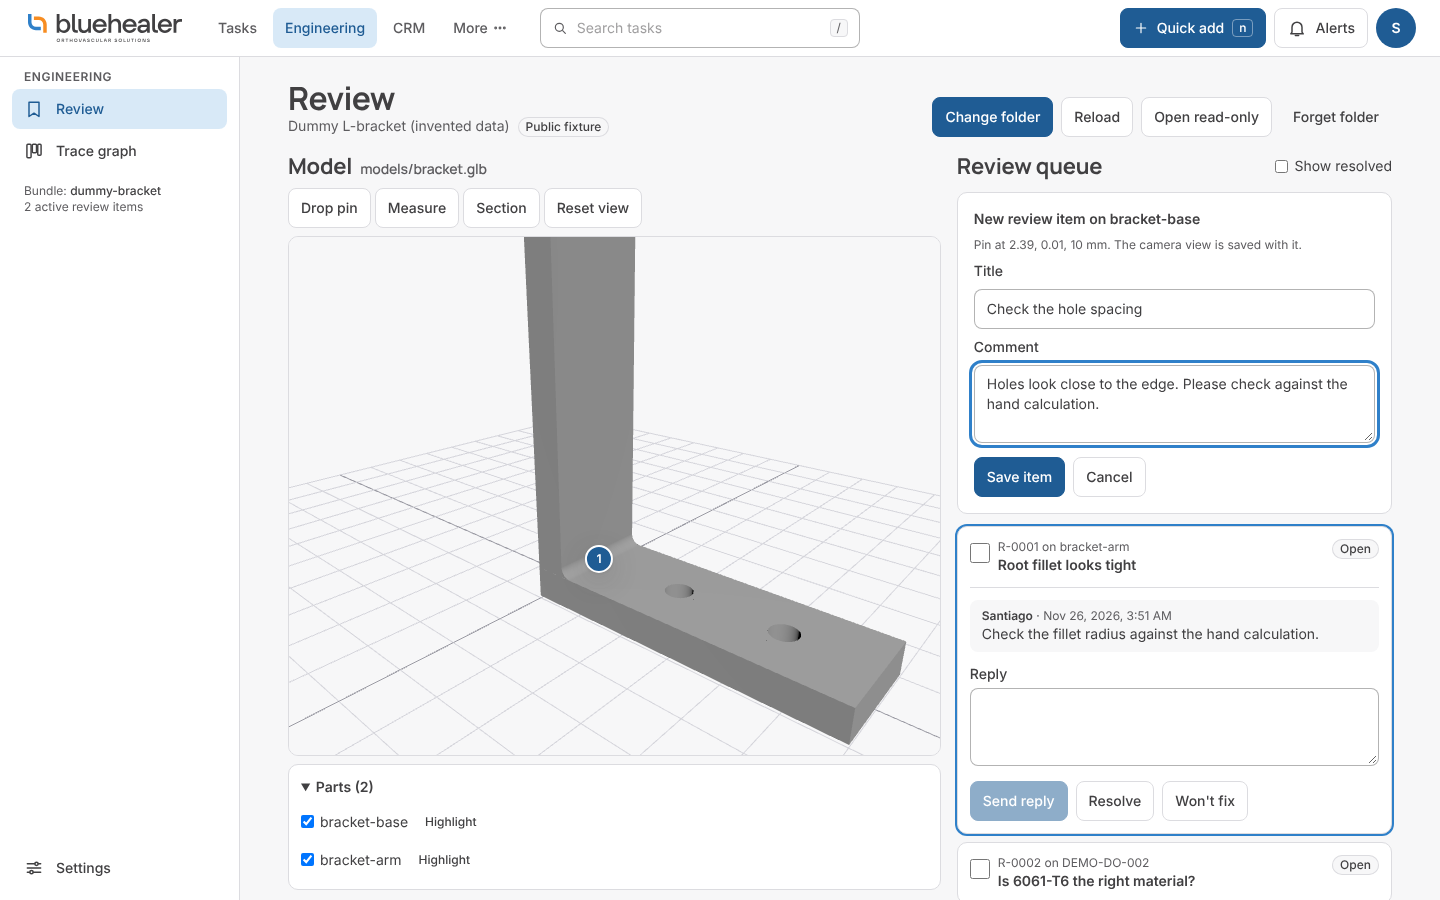 bluehealer
ORTHOVASCULAR SOLUTIONS
Tasks
Engineering
CRM
More ···
Search tasks
/
Quick add n
Alerts
S
ENGINEERING
Review
Trace graph
Bundle: dummy-bracket
2 active review items
Settings
Review
Dummy L-bracket (invented data) Public fixture
Change folder
Reload
Open read-only
Forget folder
Model models/bracket.glb
Drop pin
Measure
Section
Reset view
1
Parts (2)
bracket-base Highlight
bracket-arm Highlight
Review queue
Show resolved
New review item on bracket-base
Pin at 2.39, 0.01, 10 mm. The camera view is saved with it.
Title
Check the hole spacing
Comment
Holes look close to the edge. Please check against the
hand calculation.
Save item
Cancel
R-0001 on bracket-arm
Open
Root fillet looks tight
Santiago · Nov 26, 2026, 3:51 AM
Check the fillet radius against the hand calculation.
Reply
Send reply
Resolve
Won't fix
R-0002 on DEMO-DO-002
Open
Is 6061-T6 the right material?